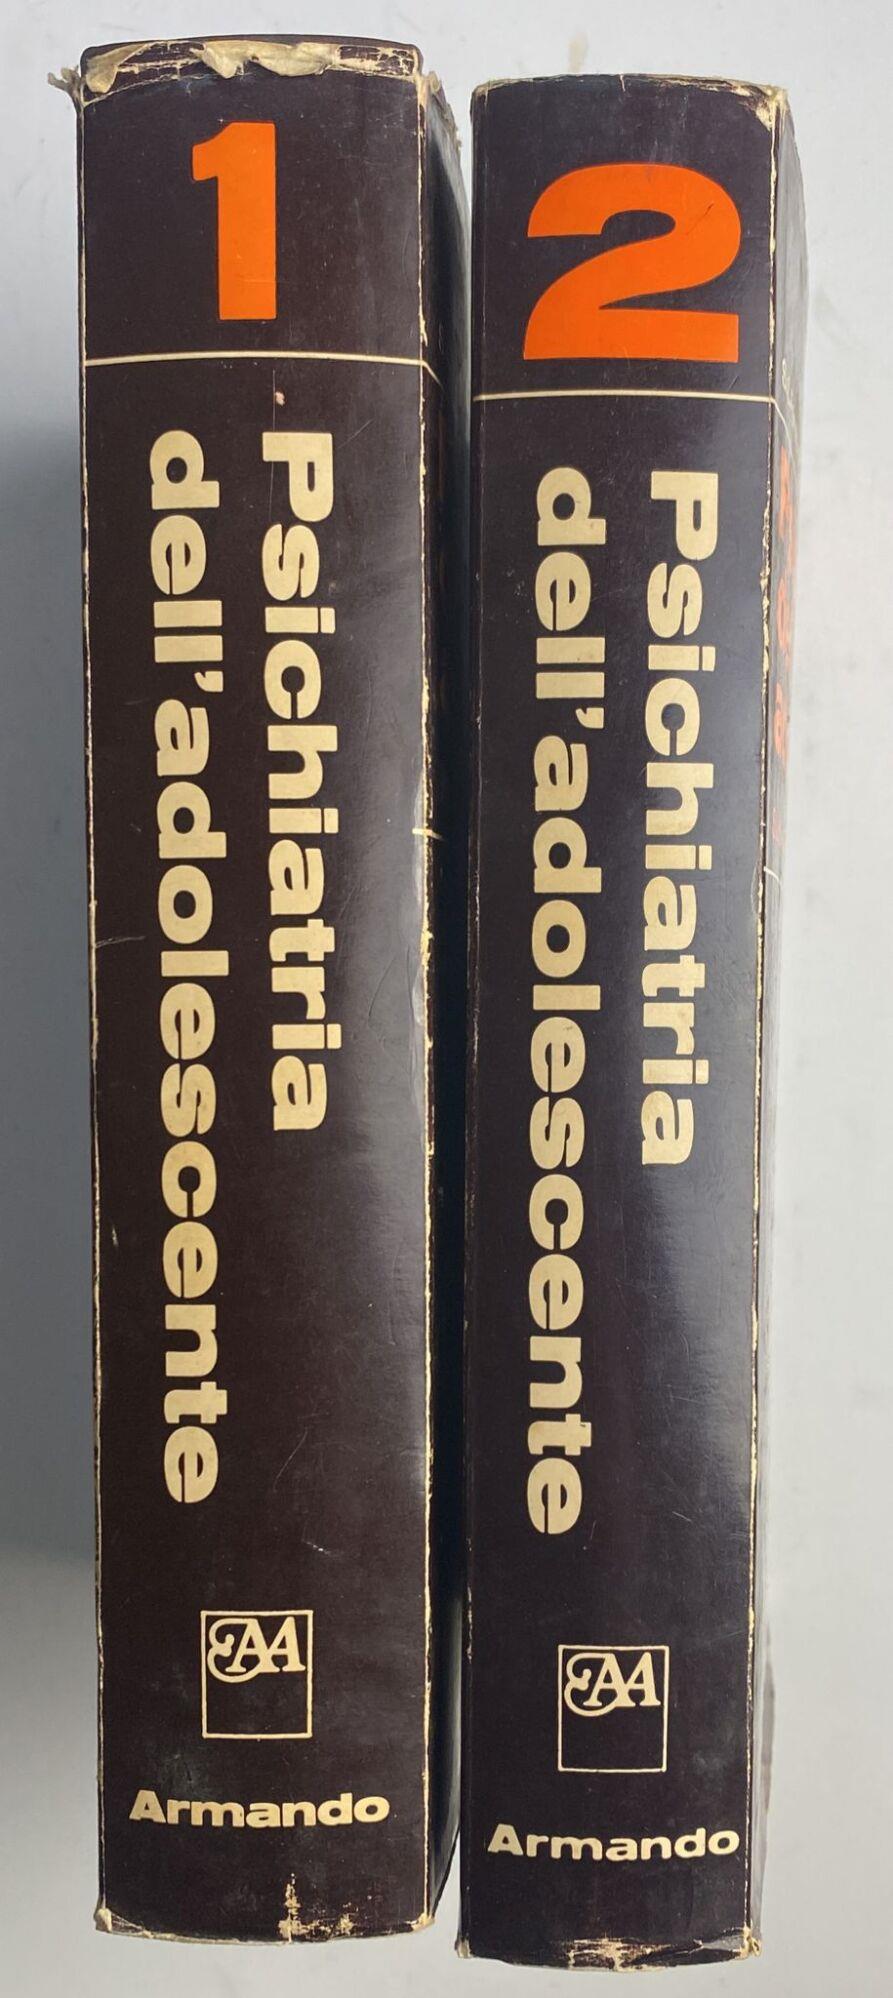 1
Psichiatria
dell'adolescente
AA
Armando
2
Psichiatria
dell'adolescente
AA
Armando